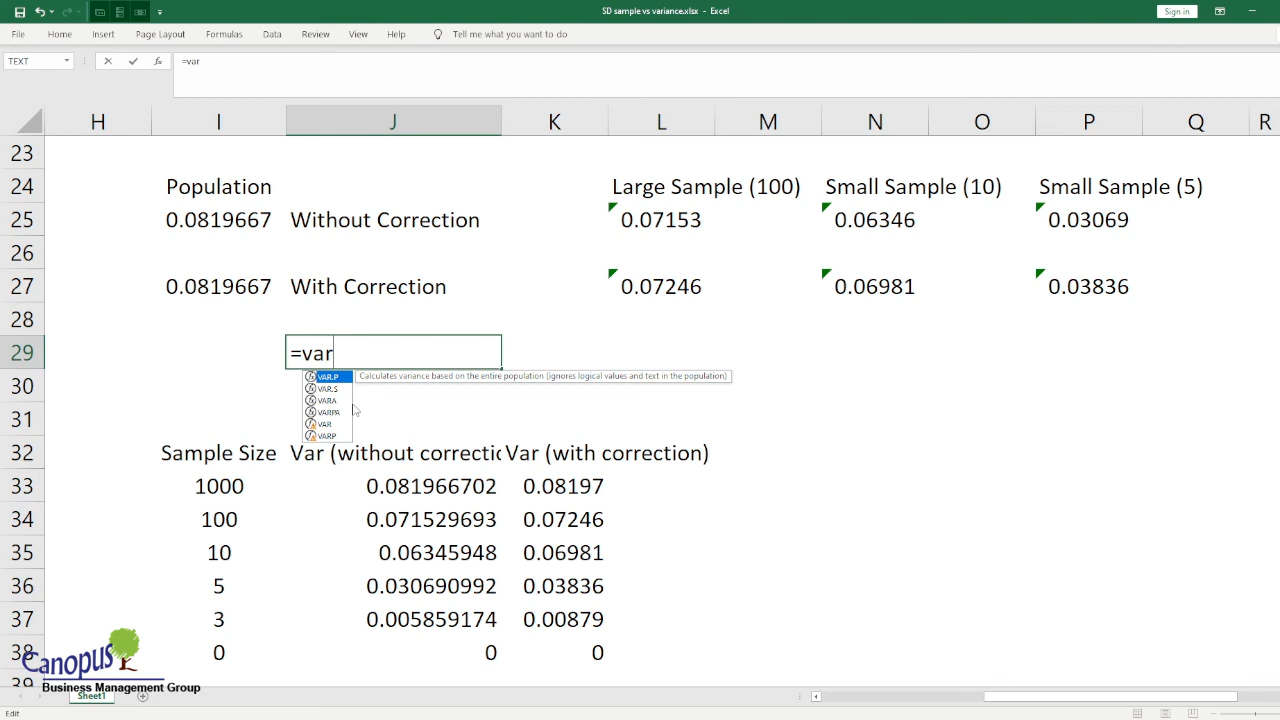 SD sample vs variance.xlsx - Excel
Sign in
File Home Insert Page Layout Formulas Data Review View Help Tell me what you want to do
TEXT fx =var
H I J K L M N O P Q R
23
24 Population Large Sample (100) Small Sample (10) Small Sample (5)
25 0.0819667 Without Correction 0.07153 0.06346 0.03069
26
27 0.0819667 With Correction 0.07246 0.06981 0.03836
28
29 =var
VAR.P Calculates variance based on the entire population (ignores logical values and text in the population)
30 VAR.S
VARA
31 VARPA
VAR
VARP
32 Sample Size Var (without correctic Var (with correction)
33 1000 0.081966702 0.08197
34 100 0.071529693 0.07246
35 10 0.06345948 0.06981
36 5 0.030690992 0.03836
37 3 0.005859174 0.00879
38 0 0 0
39
Canopus
Business Management Group
Sheet1
Edit